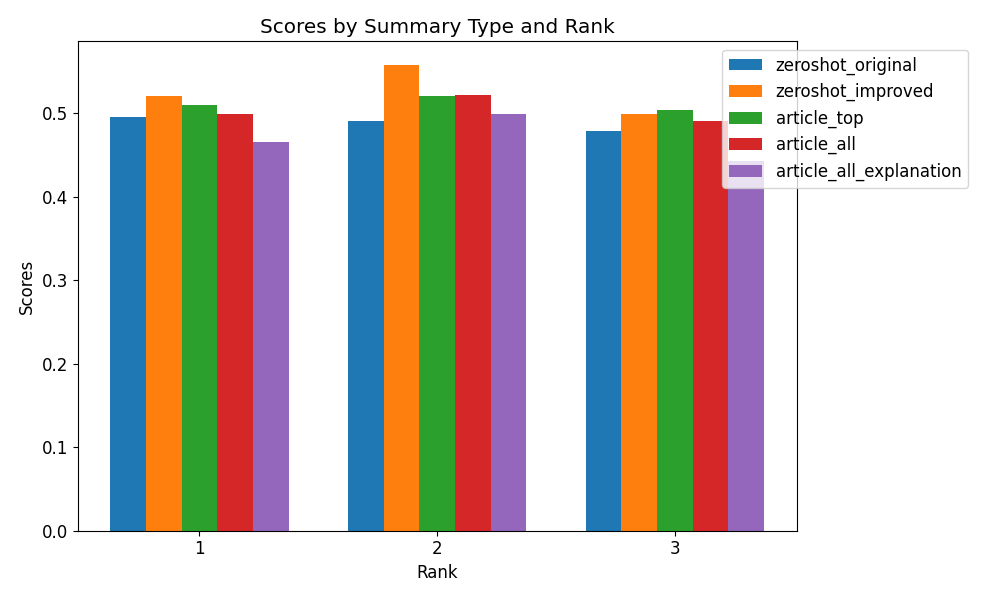 Scores by Summary Type and Rank
zeroshot_original
zeroshot_improved
article_top
article_all
article_all_explanation
Scores
0.5
0.4
0.3
0.2
0.1
0.0
1
2
3
Rank